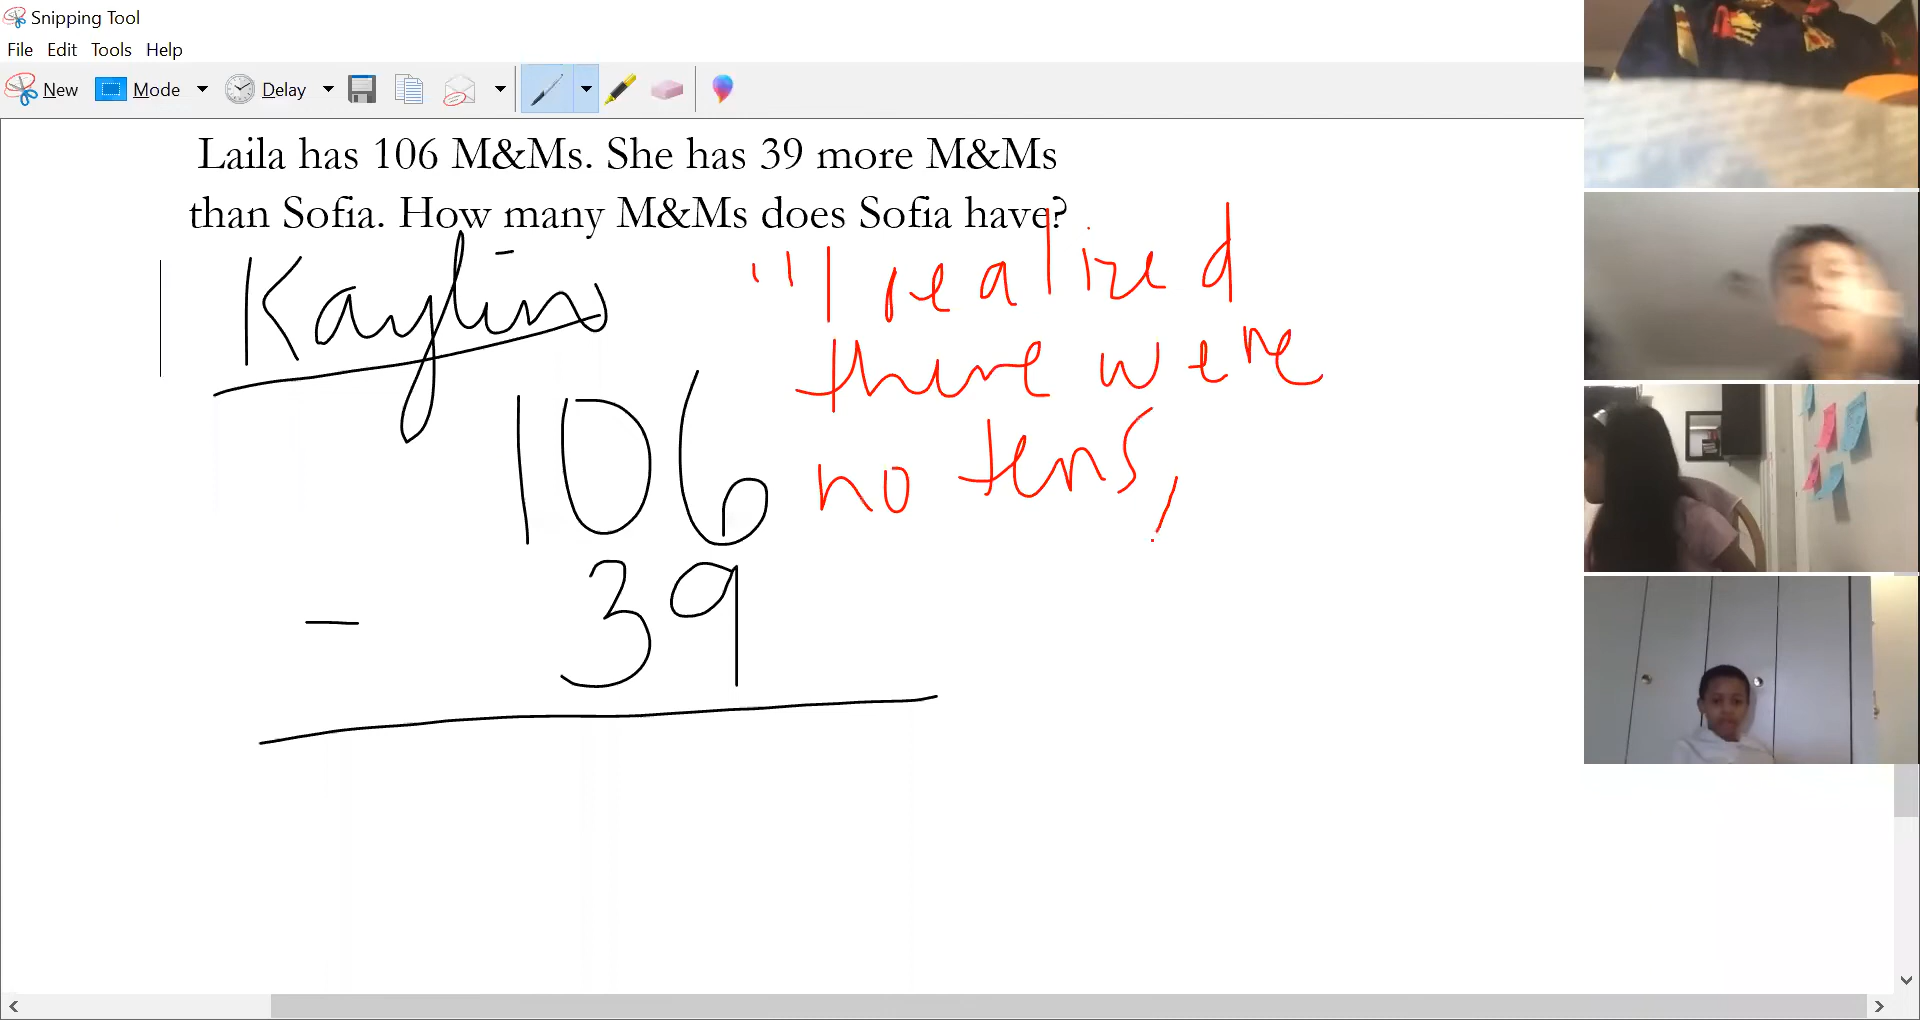 Snipping Tool
File Edit Tools Help
New Mode Delay
Laila has 106 M&Ms. She has 39 more M&Ms
than Sofia. How many M&Ms does Sofia have?
Kaylin
"I realized
there were
no tens,
106
- 39